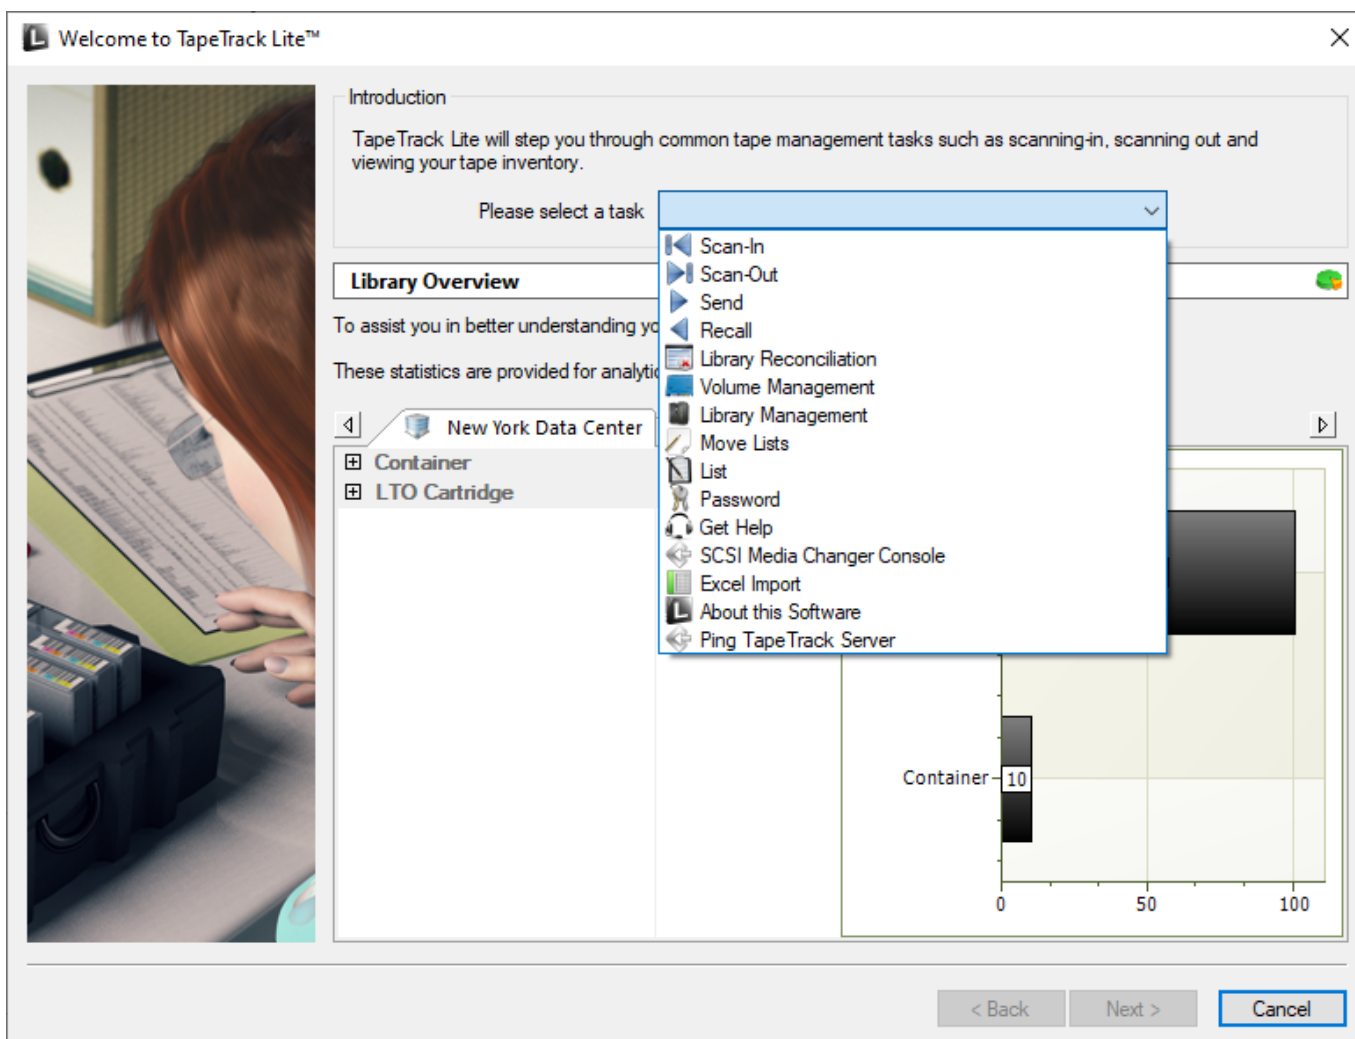 Welcome to TapeTrack Lite™
Introduction
TapeTrack Lite will step you through common tape management tasks such as scanning-in, scanning out and
viewing your tape inventory.
Please select a task
Scan-In
Scan-Out
Send
Recall
Library Reconciliation
Volume Management
Library Management
Move Lists
List
Password
Get Help
SCSI Media Changer Console
Excel Import
About this Software
Ping TapeTrack Server
Library Overview
To assist you in better understanding
These statistics are provided for
New York Data Center
Container
LTO Cartridge
Container
10
0 50 100
< Back Next > Cancel